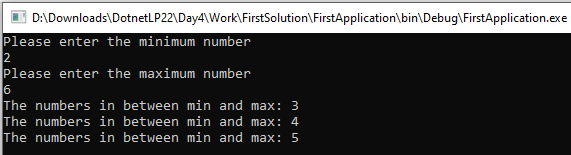 D:\Downloads\DotnetLP22\Day4\Work\FirstSolution\FirstApplication\bin\Debug\FirstApplication.exe
Please enter the minimum number
2
Please enter the maximum number
6
The numbers in between min and max: 3
The numbers in between min and max: 4
The numbers in between min and max: 5